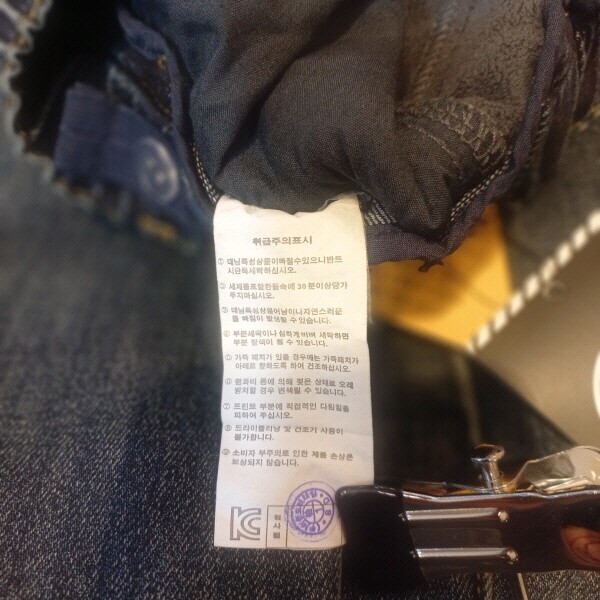 취급주의표시
① 데님특성상물이빠질수있으니반드
시단독세탁하십시오.
② 세제를포함한물속에 30분이상담가
두지마십시오.
③ 데님특성상물어남이나자연스러운
물 빠짐이 발생될 수 있습니다.
④ 부분세탁이나 심하게 비벼 세탁하면
부분 탈색이 될 수 있습니다.
⑤ 가죽 패치가 있을 경우에는 가죽패치가
아래로 향하도록 하여 건조하십시오.
⑥ 땀과비 등에 의해 젖은 상태로 오래
방치할 경우 변색될 수 있습니다.
⑦ 프린트 부분에 직접적인 다림질을
피하여 주십시오.
⑧ 드라이클리닝 및 건조기 사용이
불가합니다.
⑨ 소비자 부주의로 인한 제품 손상은
보상되지 않습니다.